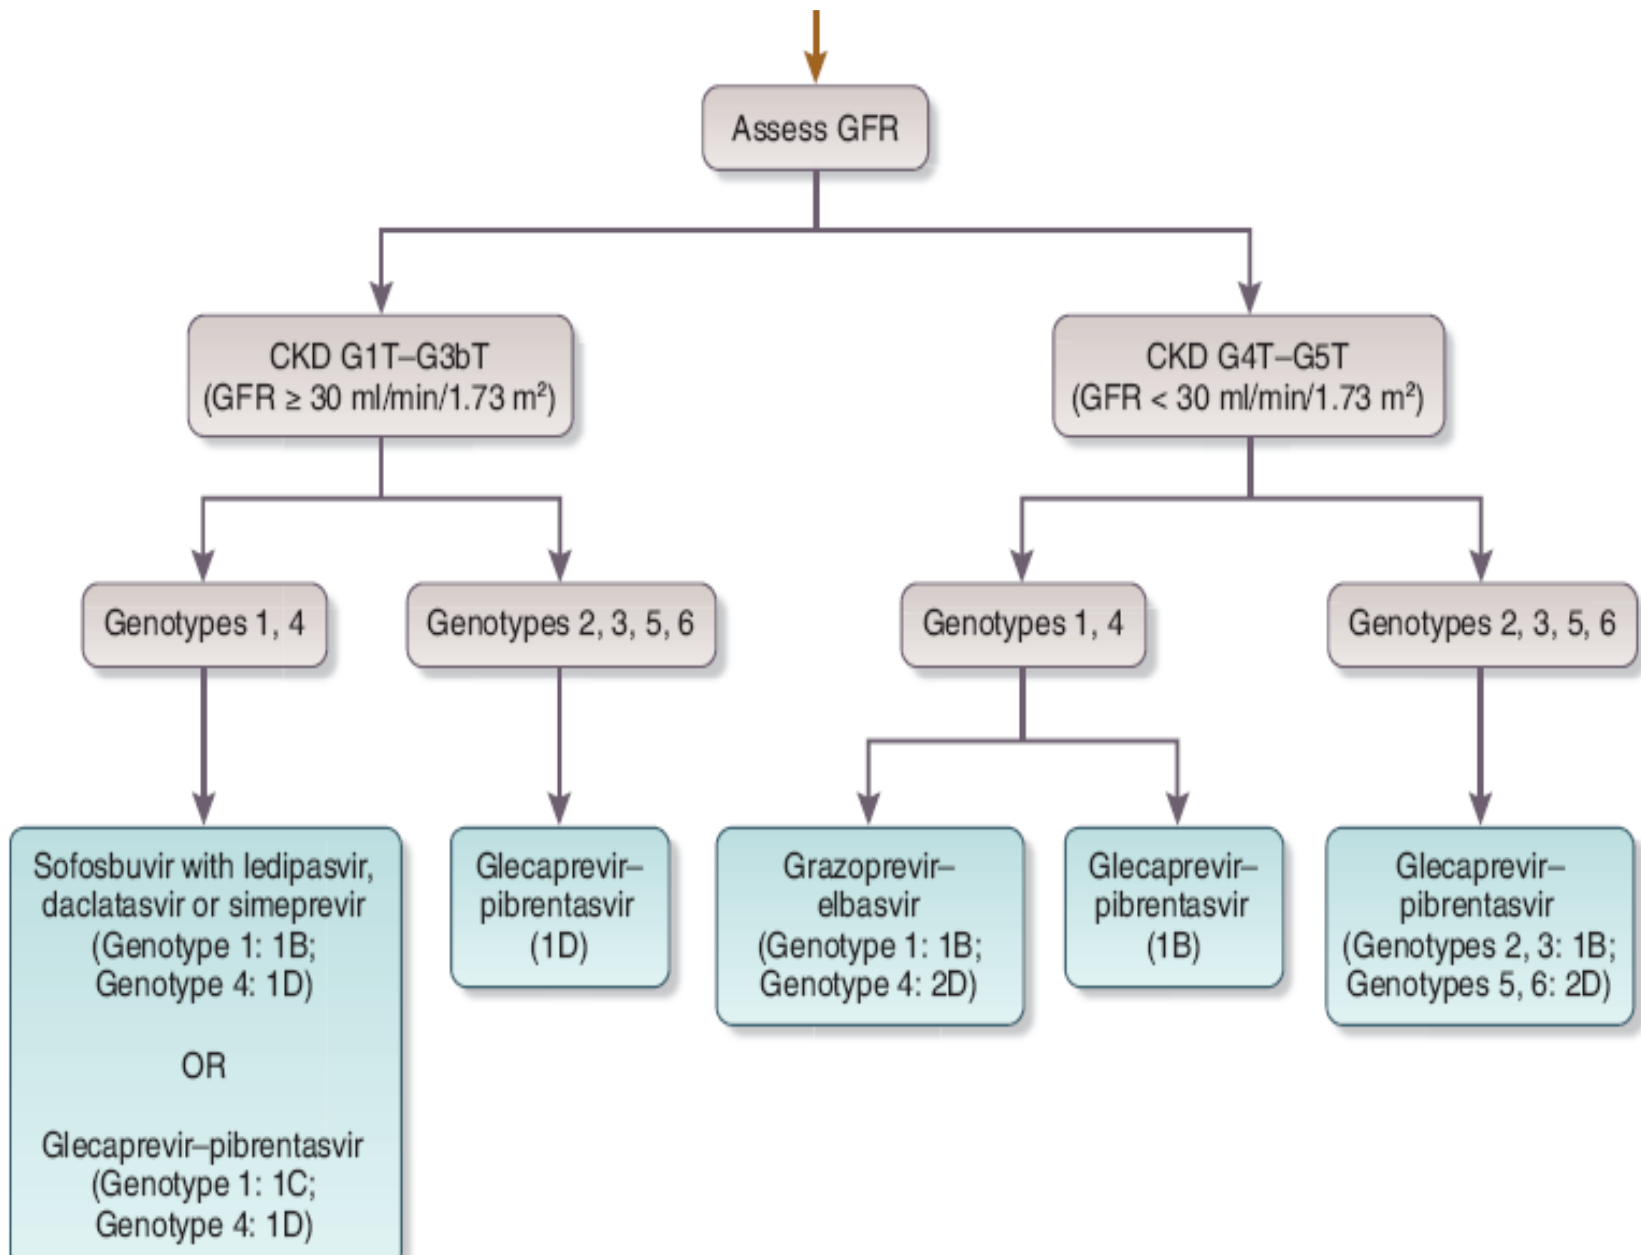 Assess GFR
CKD G1T–G3bT
(GFR ≥ 30 ml/min/1.73 m²)
CKD G4T–G5T
(GFR < 30 ml/min/1.73 m²)
Genotypes 1, 4
Genotypes 2, 3, 5, 6
Genotypes 1, 4
Genotypes 2, 3, 5, 6
Sofosbuvir with ledipasvir,
daclatasvir or simeprevir
(Genotype 1: 1B;
Genotype 4: 1D)
OR
Glecaprevir–pibrentasvir
(Genotype 1: 1C;
Genotype 4: 1D)
Glecaprevir–
pibrentasvir
(1D)
Grazoprevir–
elbasvir
(Genotype 1: 1B;
Genotype 4: 2D)
Glecaprevir–
pibrentasvir
(1B)
Glecaprevir–
pibrentasvir
(Genotypes 2, 3: 1B;
Genotypes 5, 6: 2D)